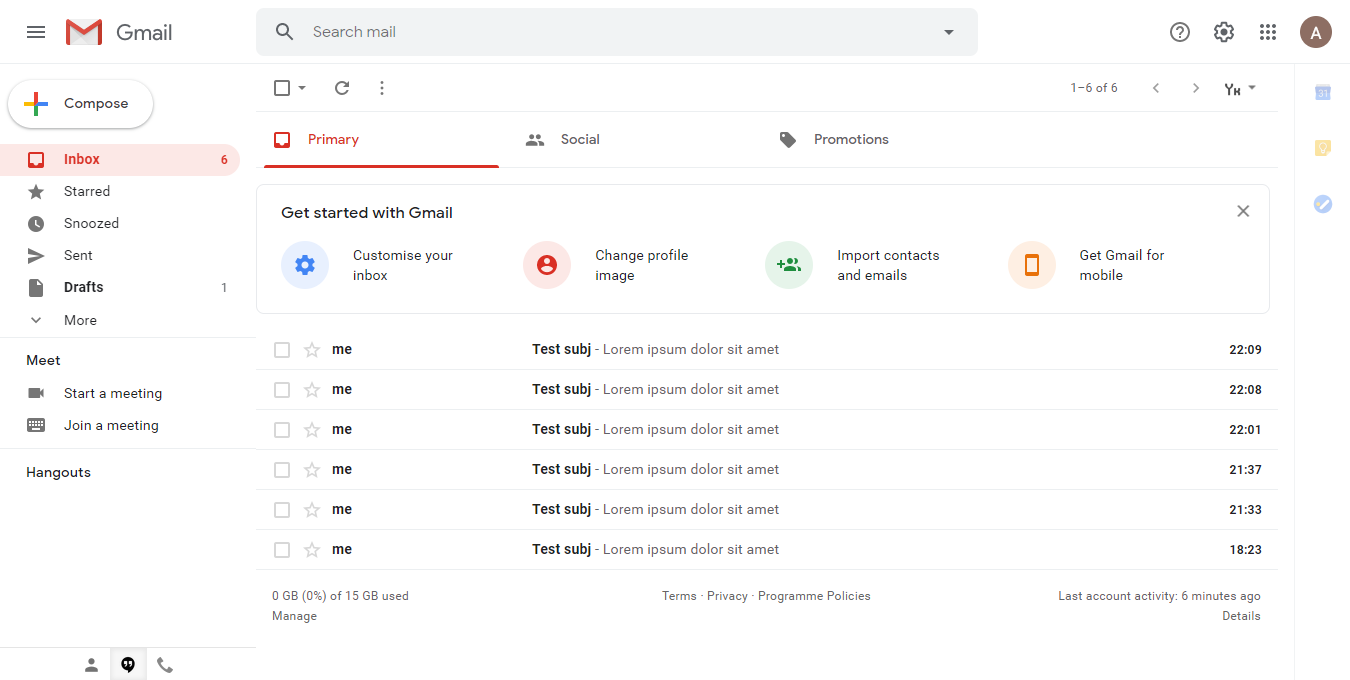 Gmail
Search mail
A
Compose
1–6 of 6
31
Primary
Social
Promotions
Inbox 6
Starred
Snoozed
Sent
Drafts 1
More
Get started with Gmail
Customise your
inbox
Change profile
image
Import contacts
and emails
Get Gmail for
mobile
me Test subj - Lorem ipsum dolor sit amet 22:09
me Test subj - Lorem ipsum dolor sit amet 22:08
me Test subj - Lorem ipsum dolor sit amet 22:01
me Test subj - Lorem ipsum dolor sit amet 21:37
me Test subj - Lorem ipsum dolor sit amet 21:33
me Test subj - Lorem ipsum dolor sit amet 18:23
Meet
Start a meeting
Join a meeting
Hangouts
0 GB (0%) of 15 GB used
Manage
Terms · Privacy · Programme Policies
Last account activity: 6 minutes ago
Details